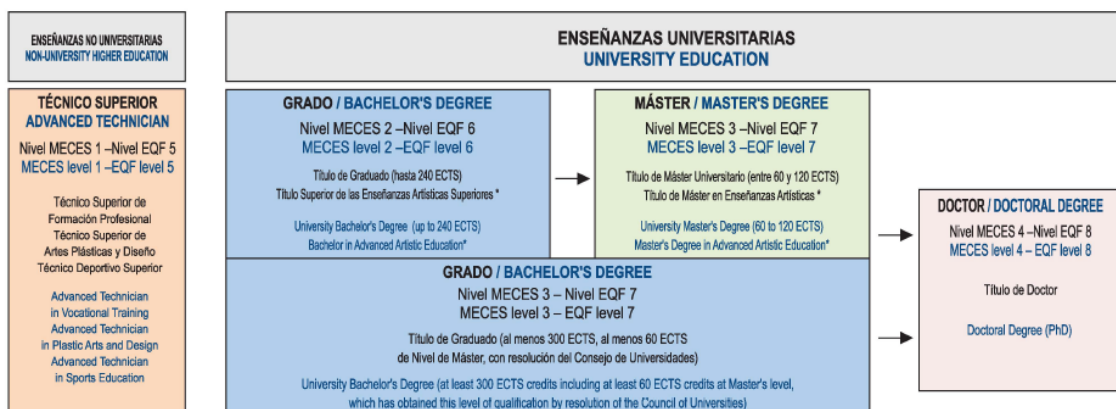 ENSEÑANZAS NO UNIVERSITARIAS
NON-UNIVERSITY HIGHER EDUCATION
TÉCNICO SUPERIOR
ADVANCED TECHNICIAN
Nivel MECES 1 –Nivel EQF 5
MECES level 1 –EQF level 5
Técnico Superior de
Formación Profesional
Técnico Superior de
Artes Plásticas y Diseño
Técnico Deportivo Superior
Advanced Technician
in Vocational Training
Advanced Technician
in Plastic Arts and Design
Advanced Technician
in Sports Education
ENSEÑANZAS UNIVERSITARIAS
UNIVERSITY EDUCATION
GRADO / BACHELOR'S DEGREE
Nivel MECES 2 –Nivel EQF 6
MECES level 2 –EQF level 6
Título de Graduado (hasta 240 ECTS)
Título Superior de las Enseñanzas Artísticas Superiores *
University Bachelor's Degree (up to 240 ECTS)
Bachelor in Advanced Artistic Education*
MÁSTER / MASTER'S DEGREE
Nivel MECES 3 –Nivel EQF 7
MECES level 3 –EQF level 7
Título de Máster Universitario (entre 60 y 120 ECTS)
Título de Máster en Enseñanzas Artísticas *
University Master's Degree (60 to 120 ECTS)
Master's Degree in Advanced Artistic Education*
GRADO / BACHELOR'S DEGREE
Nivel MECES 3 – Nivel EQF 7
MECES level 3 – EQF level 7
Título de Graduado (al menos 300 ECTS, al menos 60 ECTS
de Nivel de Máster, con resolución del Consejo de Universidades)
University Bachelor's Degree (at least 300 ECTS credits including at least 60 ECTS credits at Master's level,
which has obtained this level of qualification by resolution of the Council of Universities)
DOCTOR / DOCTORAL DEGREE
Nivel MECES 4 –Nivel EQF 8
MECES level 4 – EQF level 8
Título de Doctor
Doctoral Degree (PhD)